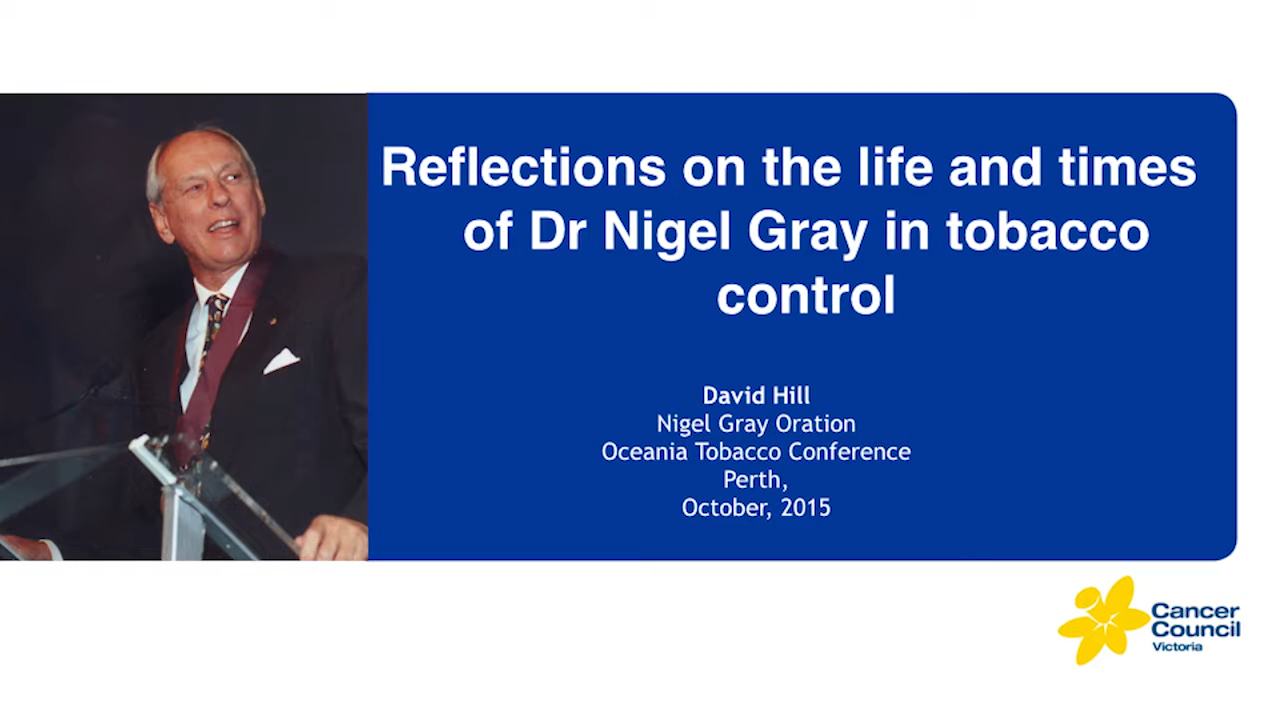 Reflections on the life and times
of Dr Nigel Gray in tobacco
control
David Hill
Nigel Gray Oration
Oceania Tobacco Conference
Perth,
October, 2015
Cancer
Council
Victoria